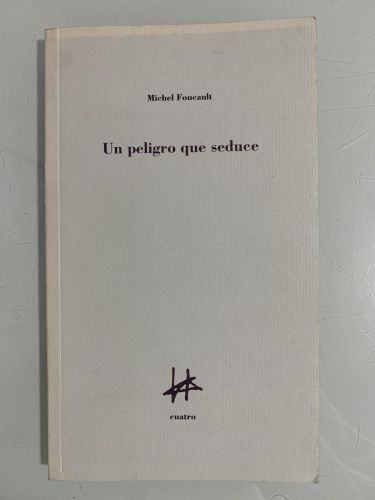 Michel Foucault
Un peligro que seduce
cuatro